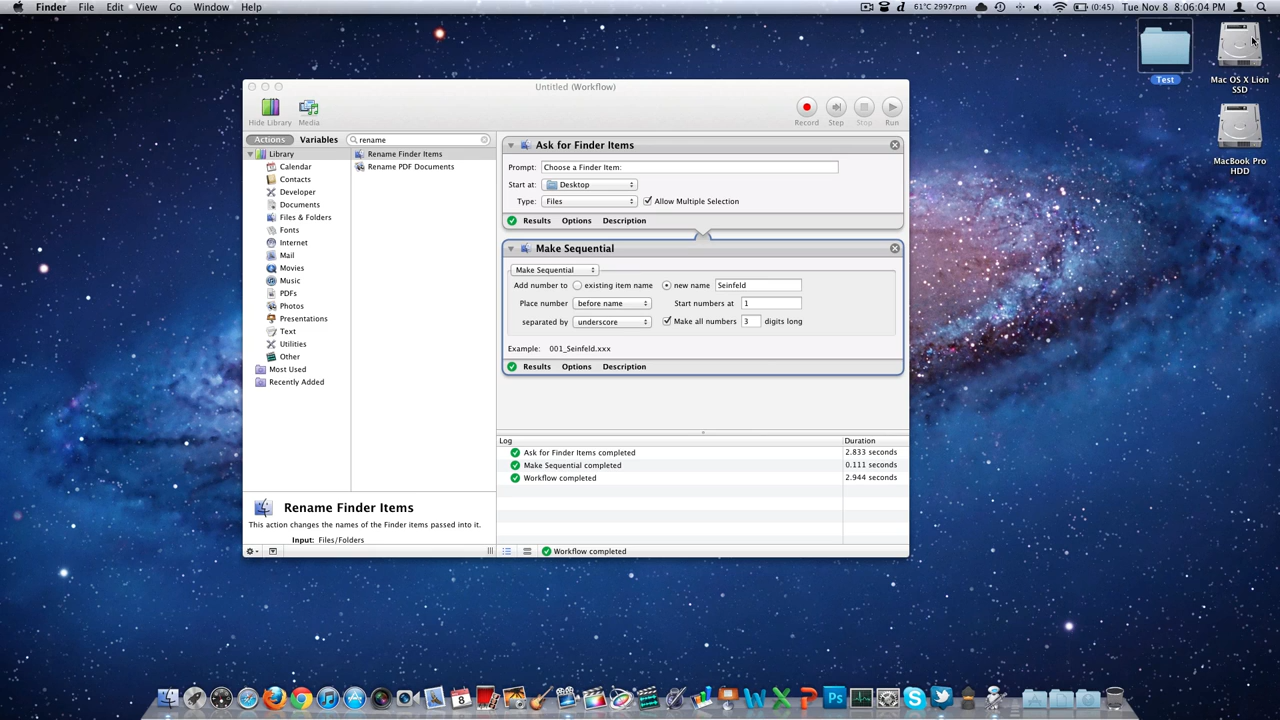 Finder File Edit View Go Window Help
61°C 2997rpm (0:45) Tue Nov 8 8:06:04 PM
Test
Mac OS X Lion SSD
MacBook Pro HDD
Untitled (Workflow)
Hide Library Media Record Step Stop Run
Actions Variables rename
Library
Calendar
Contacts
Developer
Documents
Files & Folders
Fonts
Internet
Mail
Movies
Music
PDFs
Photos
Presentations
Text
Utilities
Other
Most Used
Recently Added
Rename Finder Items
Rename PDF Documents
Ask for Finder Items
Prompt: Choose a Finder Item:
Start at: Desktop
Type: Files Allow Multiple Selection
Results Options Description
Make Sequential
Make Sequential
Add number to existing item name new name Seinfeld
Place number before name Start numbers at 1
separated by underscore Make all numbers 3 digits long
Example: 001_Seinfeld.xxx
Results Options Description
Log Duration
Ask for Finder Items completed 2.833 seconds
Make Sequential completed 0.111 seconds
Workflow completed 2.944 seconds
Rename Finder Items
This action changes the names of the Finder items passed into it.
Input: Files/Folders
Workflow completed